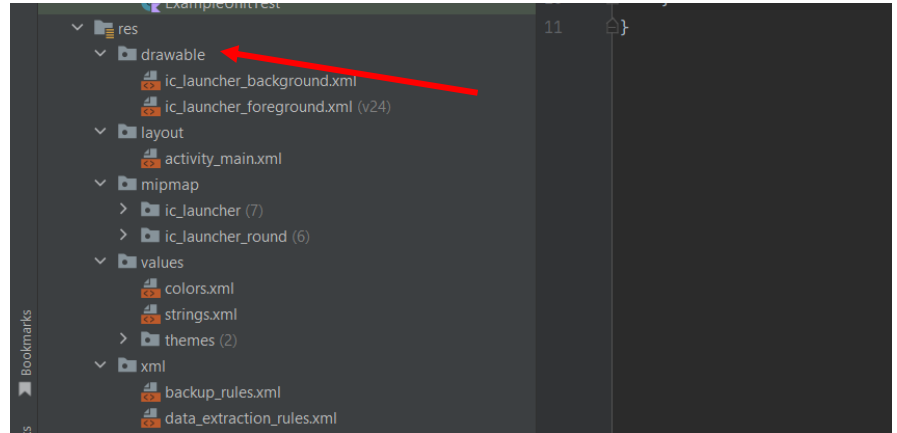 ExampleUnitTest
res
11 }
drawable
ic_launcher_background.xml
ic_launcher_foreground.xml (v24)
layout
activity_main.xml
mipmap
ic_launcher (7)
ic_launcher_round (6)
values
colors.xml
strings.xml
themes (2)
xml
backup_rules.xml
data_extraction_rules.xml
Bookmarks